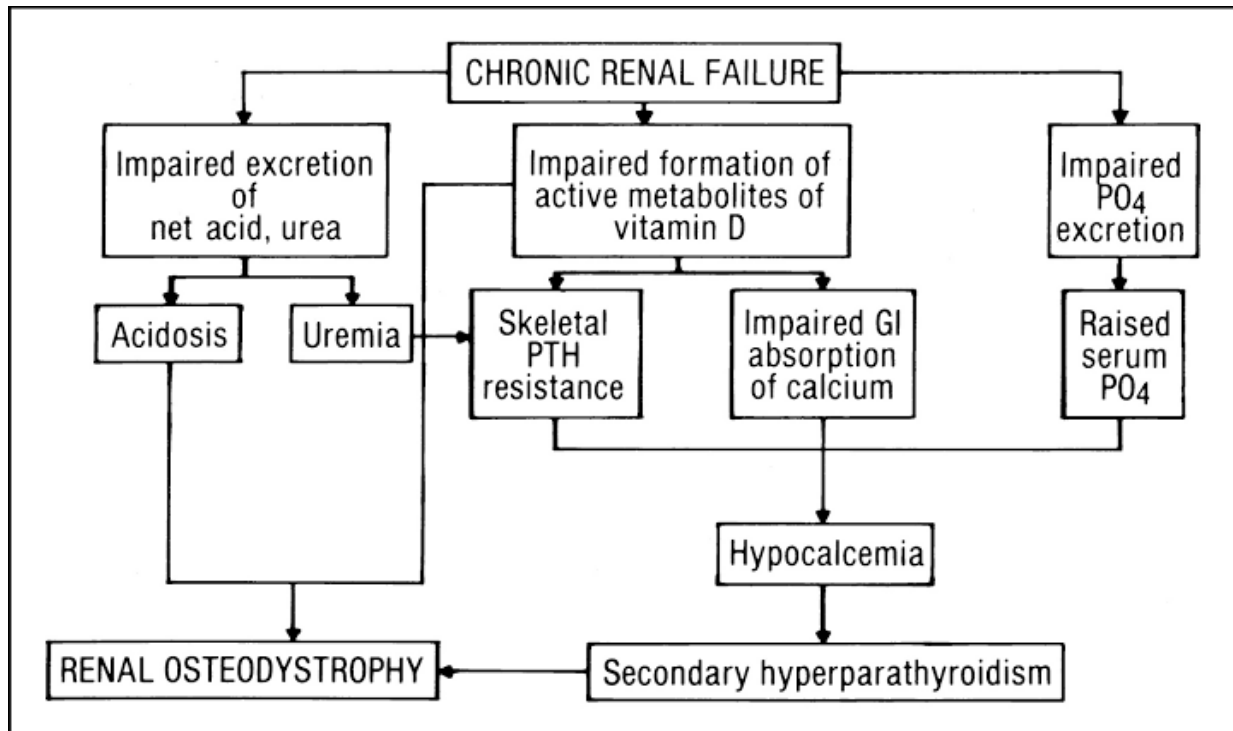 CHRONIC RENAL FAILURE
Impaired excretion
of
net acid, urea
Impaired formation of
active metabolites of
vitamin D
Impaired
PO4
excretion
Acidosis
Uremia
Skeletal
PTH
resistance
Impaired GI
absorption
of calcium
Raised
serum
PO4
Hypocalcemia
RENAL OSTEODYSTROPHY
Secondary hyperparathyroidism